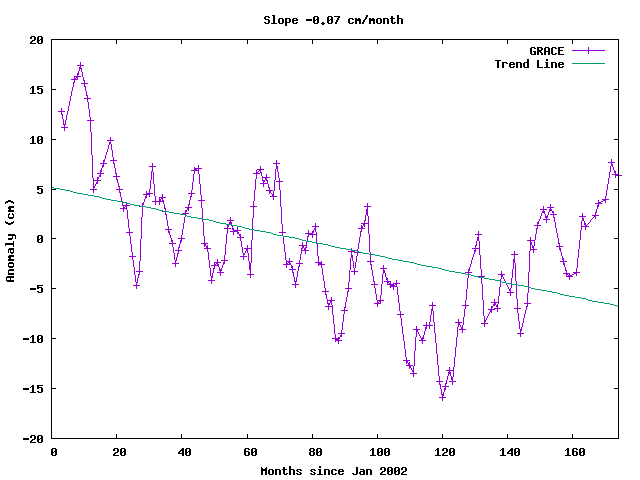 Slope -0.07 cm/month
GRACE
Trend Line
20
15
10
5
0
-5
-10
-15
-20
Anomaly (cm)
0 20 40 60 80 100 120 140 160
Months since Jan 2002